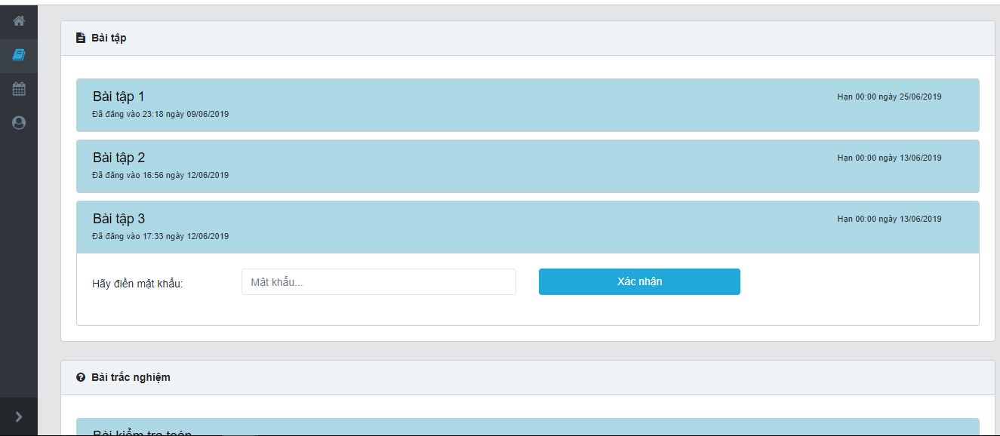 Bài tập
Bài tập 1
Hạn 00:00 ngày 25/06/2019
Đã đăng vào 23:18 ngày 09/06/2019
Bài tập 2
Hạn 00:00 ngày 13/06/2019
Đã đăng vào 16:56 ngày 12/06/2019
Bài tập 3
Hạn 00:00 ngày 13/06/2019
Đã đăng vào 17:33 ngày 12/06/2019
Hãy điền mật khẩu:
Mật khẩu...
Xác nhận
Bài trắc nghiệm
Bài kiểm tra toán